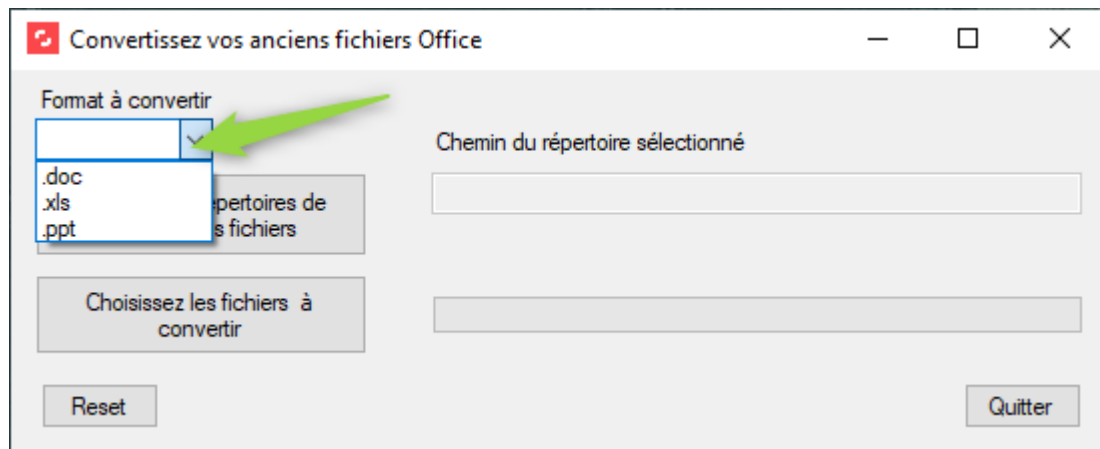 Convertissez vos anciens fichiers Office
Format à convertir
.doc
.xls
.ppt
Chemin du répertoire sélectionné
de
fichiers
Choisissez les fichiers à
convertir
Reset
Quitter